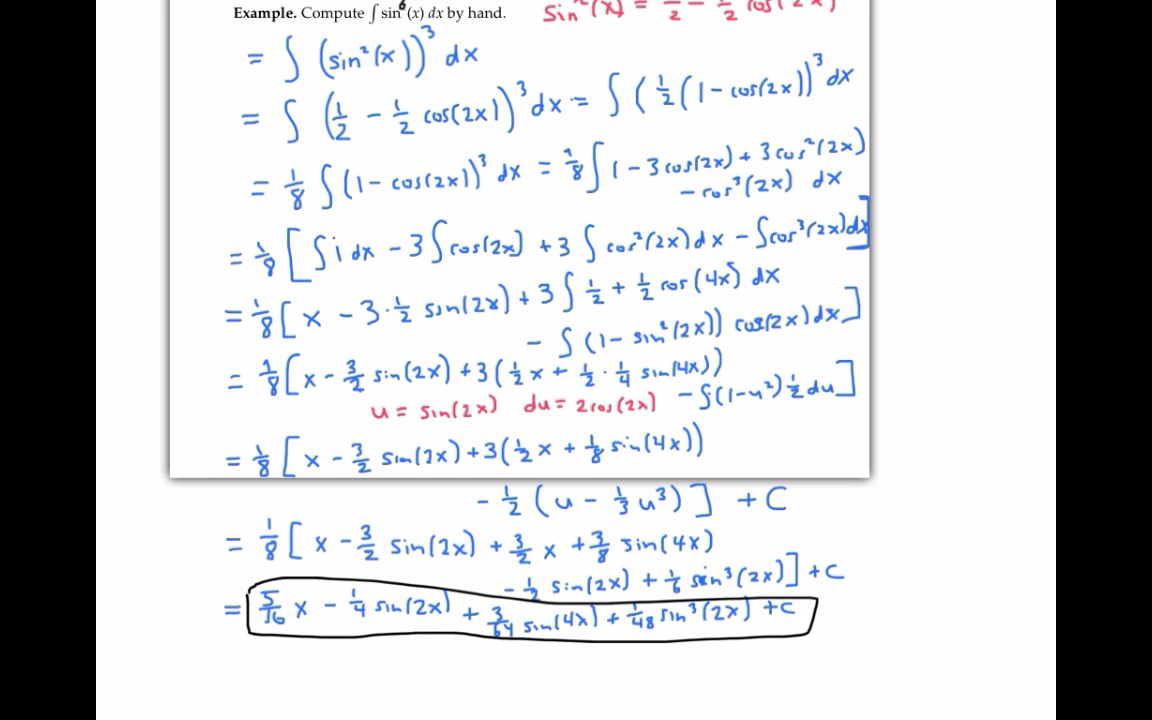 Example. Compute ∫ sin⁶(x) dx by hand. sin²(x) = 1/2 − 1/2 cos(2x)
= ∫ (sin²(x))³ dx
= ∫ (1/2 − 1/2 cos(2x))³ dx = ∫ (1/2 (1 − cos(2x))³ dx
= 1/8 ∫ (1 − cos(2x))³ dx = 1/8 ∫ 1 − 3cos(2x) + 3cos²(2x)
− cos³(2x) dx
= 1/8 [ ∫ 1 dx − 3 ∫ cos(2x) + 3 ∫ cos²(2x) dx − ∫ cos³(2x) dx ]
= 1/8 [ x − 3 · 1/2 sin(2x) + 3 ∫ 1/2 + 1/2 cos(4x) dx
− ∫ (1 − sin²(2x)) cos(2x) dx ]
= 1/8 [ x − 3/2 sin(2x) + 3 ( 1/2 x + 1/2 · 1/4 sin(4x))
− ∫ (1 − u²) 1/2 du ]
u = sin(2x) du = 2cos(2x)
= 1/8 [ x − 3/2 sin(2x) + 3 ( 1/2 x + 1/8 sin(4x))
− 1/2 ( u − 1/3 u³) ] + C
= 1/8 [ x − 3/2 sin(2x) + 3/2 x + 3/8 sin(4x)
− 1/2 sin(2x) + 1/6 sin³(2x) ] + C
= 5/16 x − 1/4 sin(2x) + 3/64 sin(4x) + 1/48 sin³(2x) + C